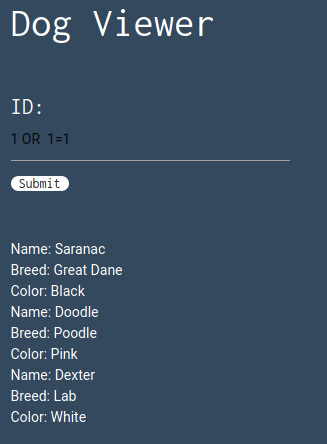 Dog Viewer
ID:
1 OR  1=1
Submit
Name: Saranac
Breed: Great Dane
Color: Black
Name: Doodle
Breed: Poodle
Color: Pink
Name: Dexter
Breed: Lab
Color: White